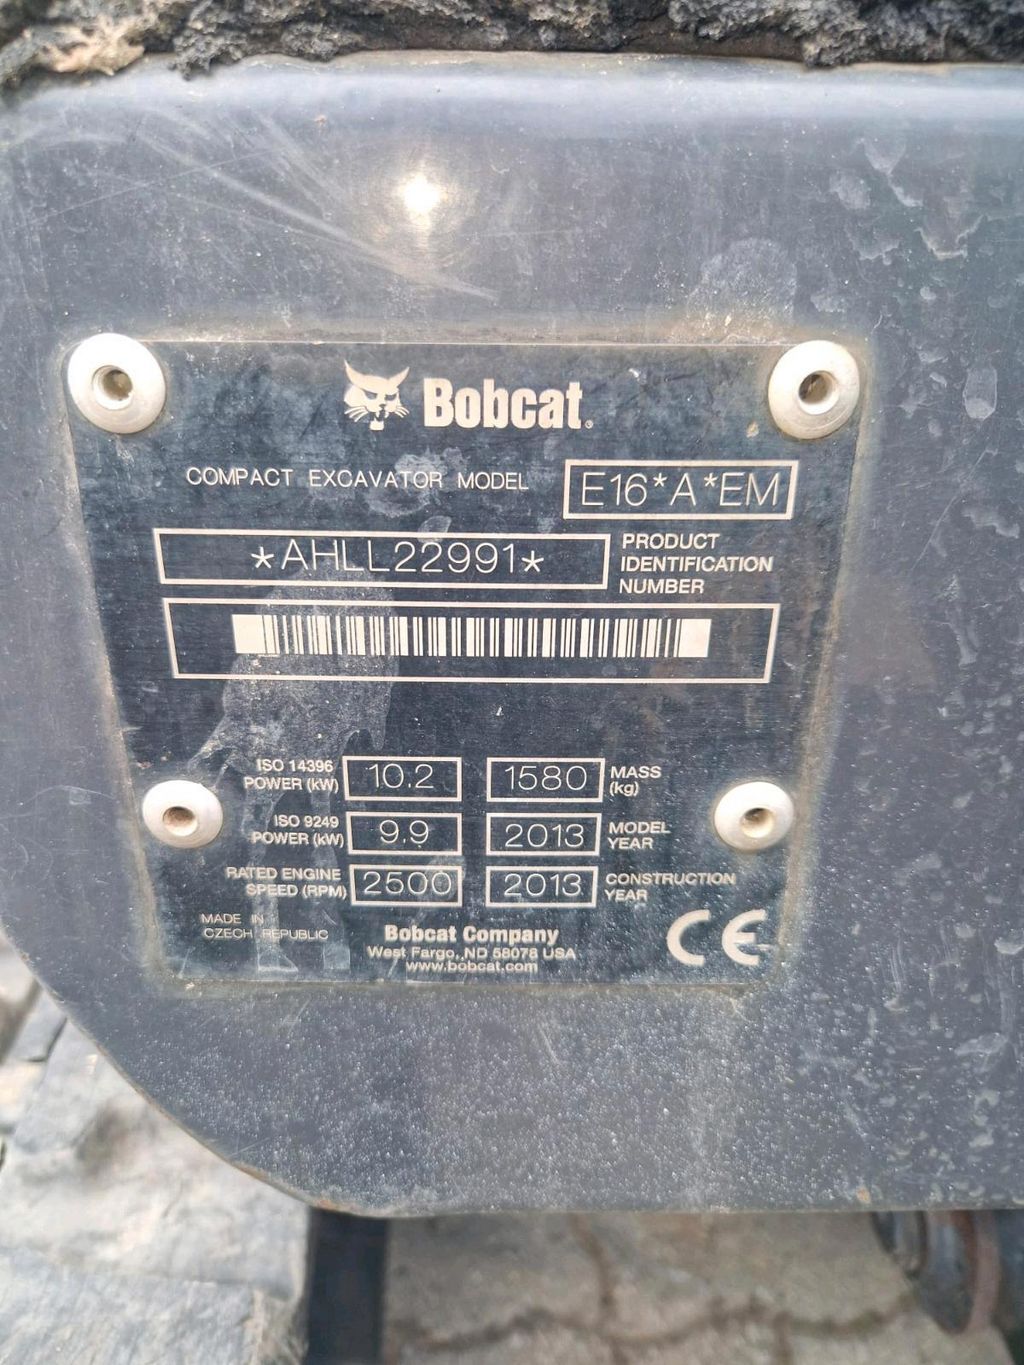 Bobcat®
COMPACT EXCAVATOR MODEL E16*A*EM
*AHLL22991* PRODUCT
IDENTIFICATION
NUMBER
ISO 14396
POWER (kW) 10.2 1580 MASS
(kg)
ISO 9249
POWER (kW) 9.9 2013 MODEL
YEAR
RATED ENGINE
SPEED (RPM) 2500 2013 CONSTRUCTION
YEAR
MADE IN
CZECH REPUBLIC
Bobcat Company
West Fargo, ND 58078 USA
www.bobcat.com
CE